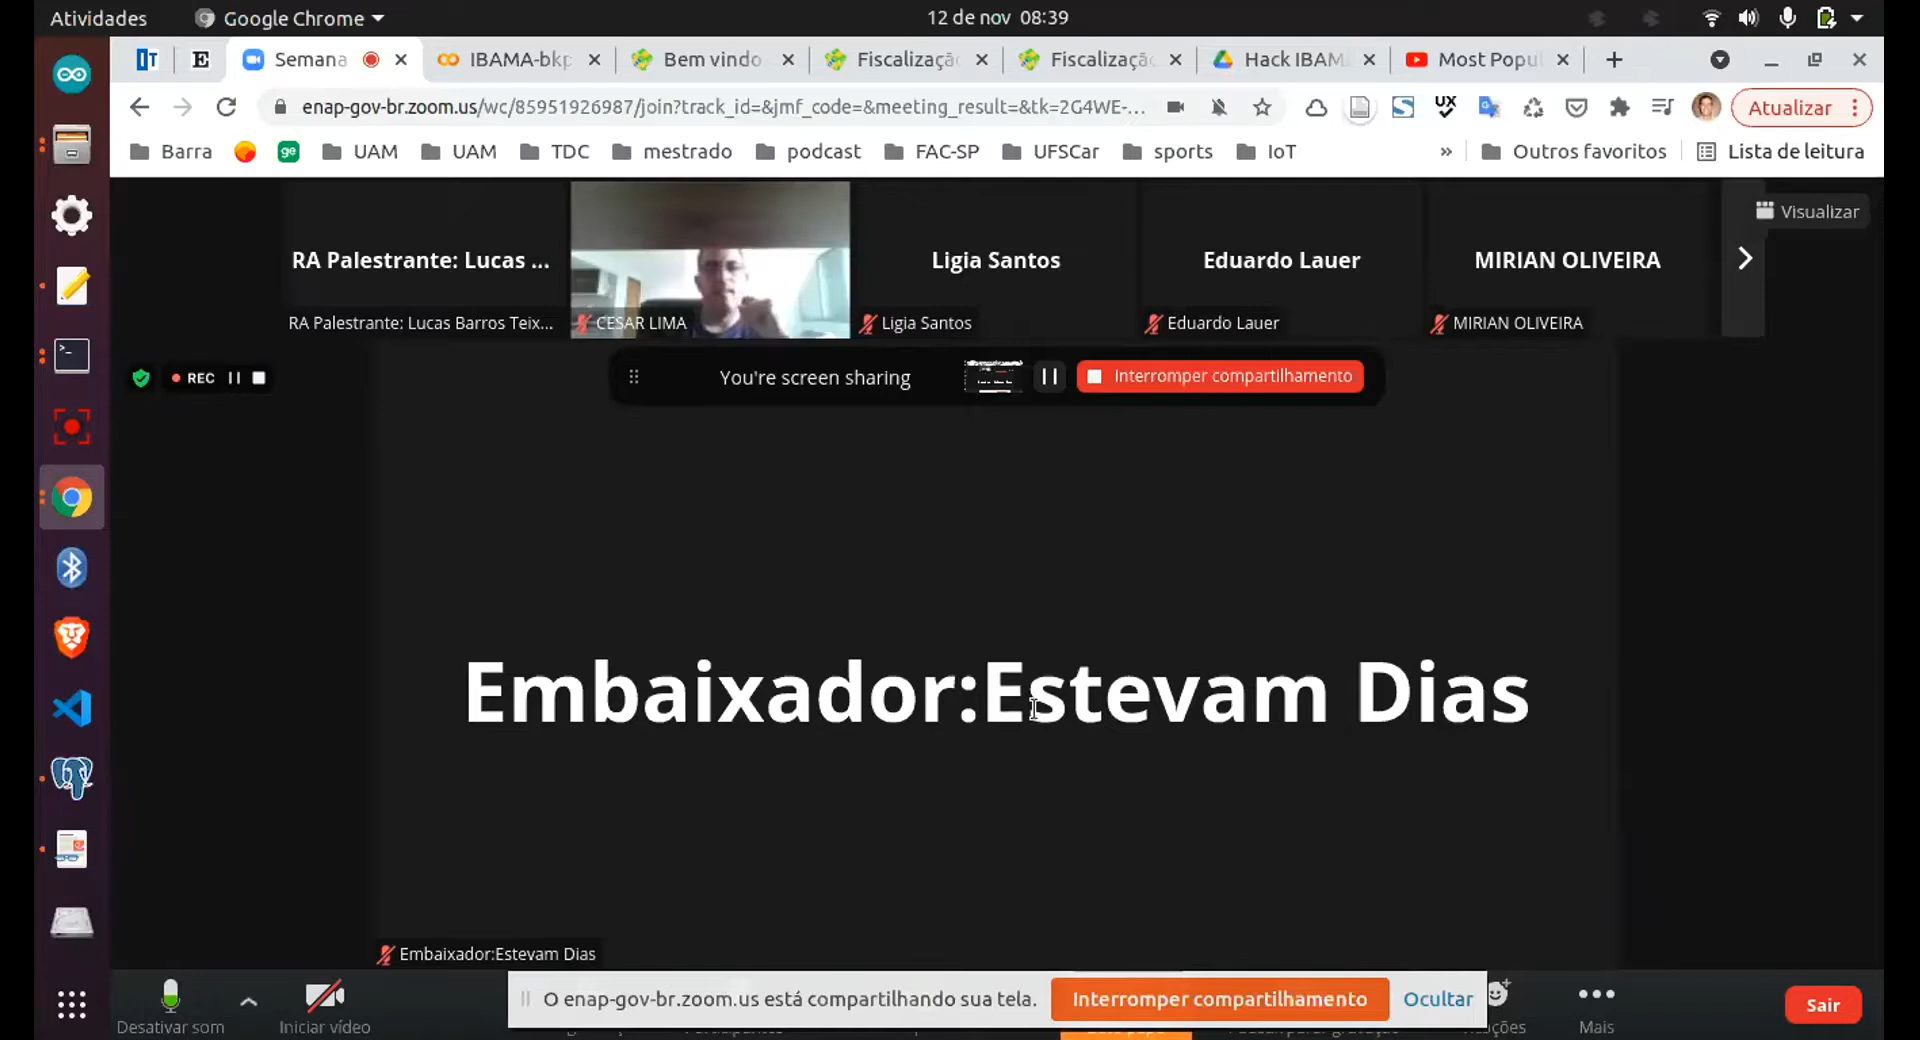 Atividades
Google Chrome
12 de nov 08:39
Semana
IBAMA-bkp
Bem vindo
Fiscalizaçã
Fiscalizaçã
Hack IBAM
Most Popu
enap-gov-br.zoom.us/wc/85951926987/join?track_id=&jmf_code=&meeting_result=&tk=2G4WE-...
UX
Atualizar
Barra
ge
UAM
UAM
TDC
mestrado
podcast
FAC-SP
UFSCar
sports
IoT
»
Outros favoritos
Lista de leitura
Visualizar
RA Palestrante: Lucas ...
Ligia Santos
Eduardo Lauer
MIRIAN OLIVEIRA
RA Palestrante: Lucas Barros Teix...
CESAR LIMA
Ligia Santos
Eduardo Lauer
MIRIAN OLIVEIRA
REC
You're screen sharing
Interromper compartilhamento
Embaixador:Estevam Dias
Embaixador:Estevam Dias
O enap-gov-br.zoom.us está compartilhando sua tela.
Interromper compartilhamento
Ocultar
Sair
Desativar som
Iniciar vídeo
Mais